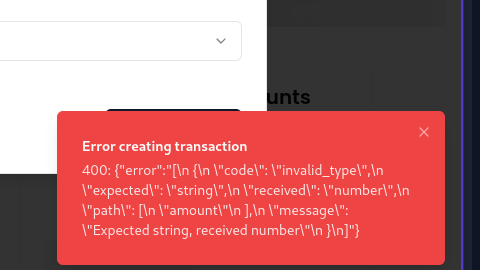 unts
Error creating transaction
400: {"error":"[\n {\n \"code\": \"invalid_type\",\n
\"expected\": \"string\",\n \"received\": \"number\",\n
\"path\": [\n \"amount\"\n ],\n \"message\":
\"Expected string, received number\"\n }\n]"}